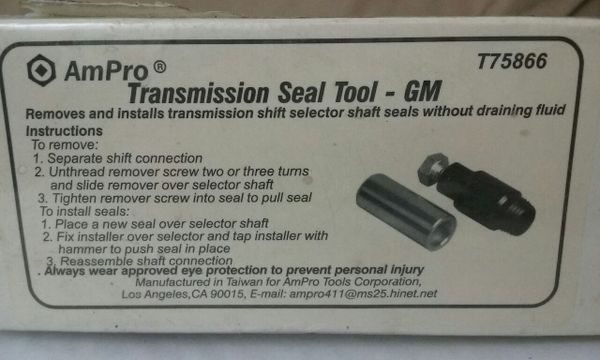 AmPro® T75866
Transmission Seal Tool - GM
Removes and installs transmission shift selector shaft seals without draining fluid
Instructions
To remove:
1. Separate shift connection
2. Unthread remover screw two or three turns
and slide remover over selector shaft
3. Tighten remover screw into seal to pull seal
To install seals:
1. Place a new seal over selector shaft
2. Fix installer over selector and tap installer with
hammer to push seal in place
3. Reassemble shaft connection
. Always wear approved eye protection to prevent personal injury
Manufactured in Taiwan for AmPro Tools Corporation,
Los Angeles,CA 90015, E-mail: ampro411@ms25.hinet.net